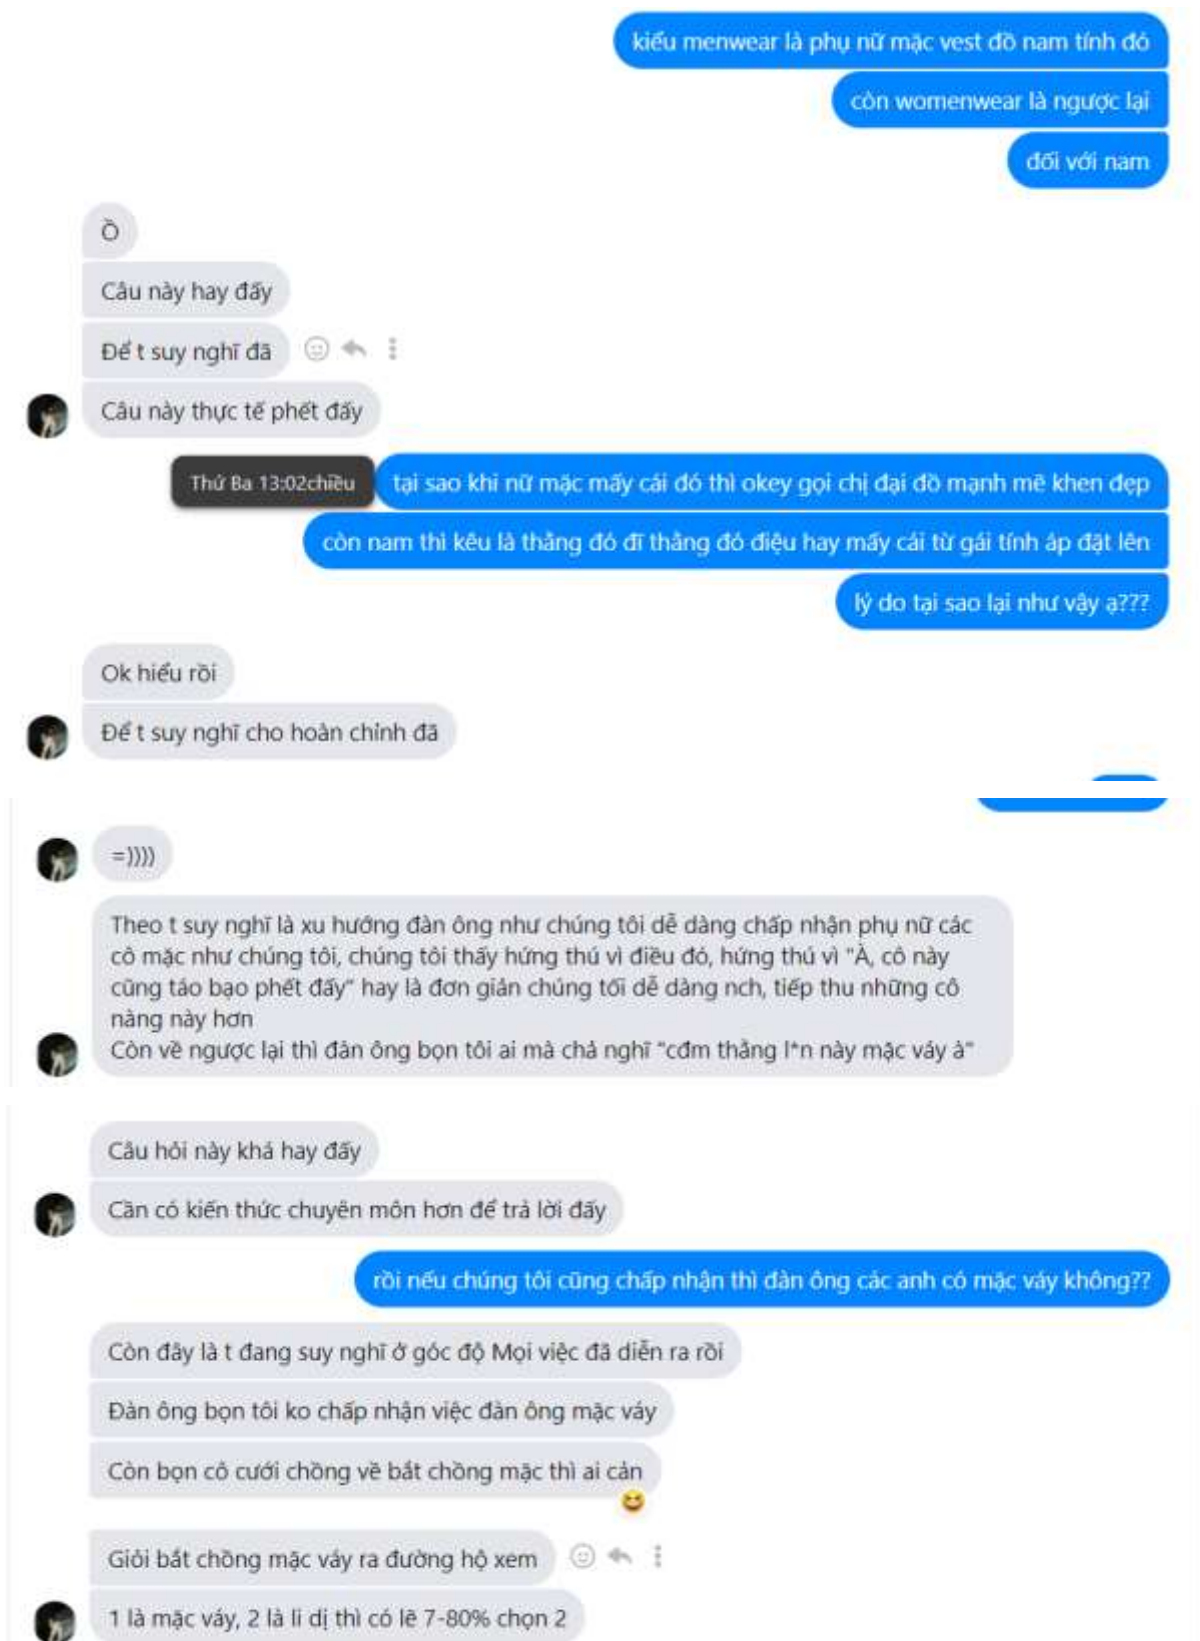 kiểu menwear là phụ nữ mặc vest đồ nam tính đó
còn womenwear là ngược lại
đối với nam
Ồ
Câu này hay đấy
Để t suy nghĩ đã
Câu này thực tế phết đấy
Thứ Ba 13:02chiều
tại sao khi nữ mặc mấy cái đó thì okey gọi chị đại đồ mạnh mẽ khen đẹp
còn nam thì kêu là thằng đó đĩ thằng đó điệu hay mấy cái từ gái tính áp đặt lên
lý do tại sao lại như vậy ạ???
Ok hiểu rồi
Để t suy nghĩ cho hoàn chỉnh đã
=))))
Theo t suy nghĩ là xu hướng đàn ông như chúng tôi dễ dàng chấp nhận phụ nữ các
cô mặc như chúng tôi, chúng tôi thấy hứng thú vì điều đó, hứng thú vì "À, cô này
cũng táo bạo phết đấy" hay là đơn giản chúng tối dễ dàng nch, tiếp thu những cô
nàng này hơn
Còn về ngược lại thì đàn ông bọn tôi ai mà chả nghĩ "cđm thằng l*n này mặc váy à"
Câu hỏi này khá hay đấy
Cần có kiến thức chuyên môn hơn để trả lời đấy
rồi nếu chúng tôi cũng chấp nhận thì đàn ông các anh có mặc váy không??
Còn đây là t đang suy nghĩ ở góc độ Mọi việc đã diễn ra rồi
Đàn ông bọn tôi ko chấp nhận việc đàn ông mặc váy
Còn bọn cô cưới chồng về bắt chồng mặc thì ai cản
Giỏi bắt chồng mặc váy ra đường hộ xem
1 là mặc váy, 2 là li dị thì có lẽ 7-80% chọn 2